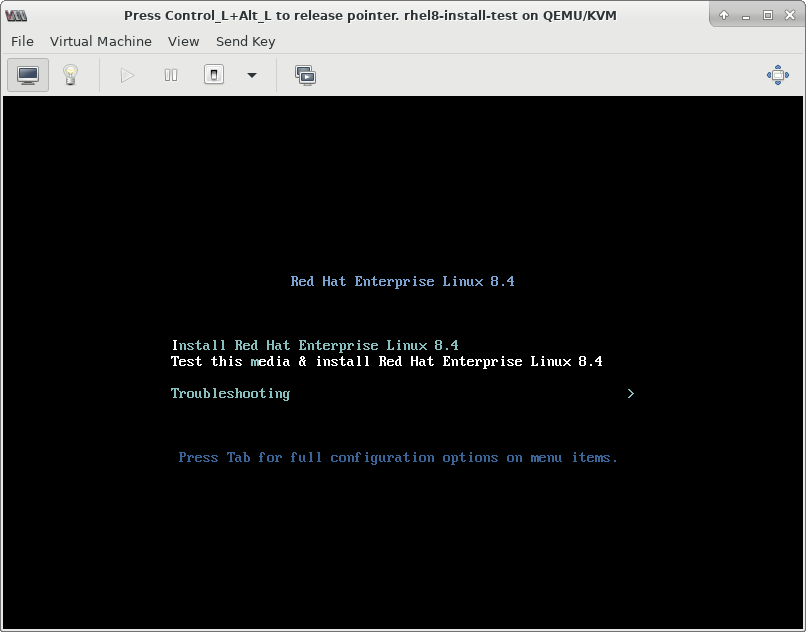 Press Control_L+Alt_L to release pointer. rhel8-install-test on QEMU/KVM
File Virtual Machine View Send Key
Red Hat Enterprise Linux 8.4
Install Red Hat Enterprise Linux 8.4
Test this media & install Red Hat Enterprise Linux 8.4
Troubleshooting >
Press Tab for full configuration options on menu items.